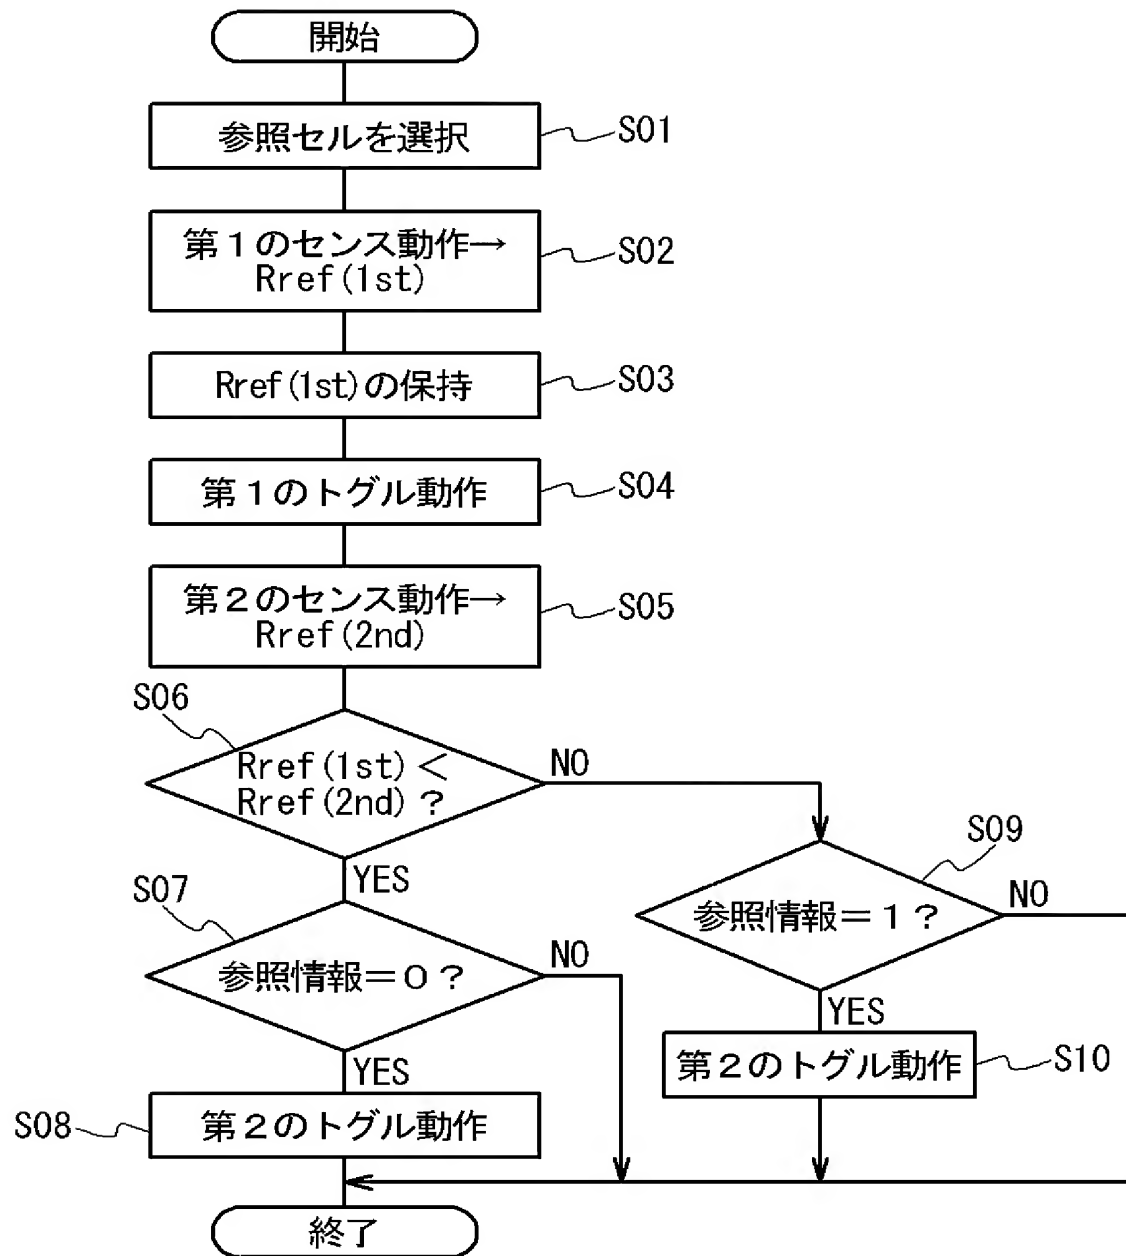 開始
参照セルを選択
S01
第１のセンス動作→
Rref(1st)
S02
Rref(1st)の保持
S03
第１のトグル動作
S04
第２のセンス動作→
Rref(2nd)
S05
S06
Rref(1st)＜
Rref(2nd)？
NO
YES
S09
参照情報＝１？
NO
YES
S07
参照情報＝０？
NO
YES
第２のトグル動作
S10
S08
第２のトグル動作
終了